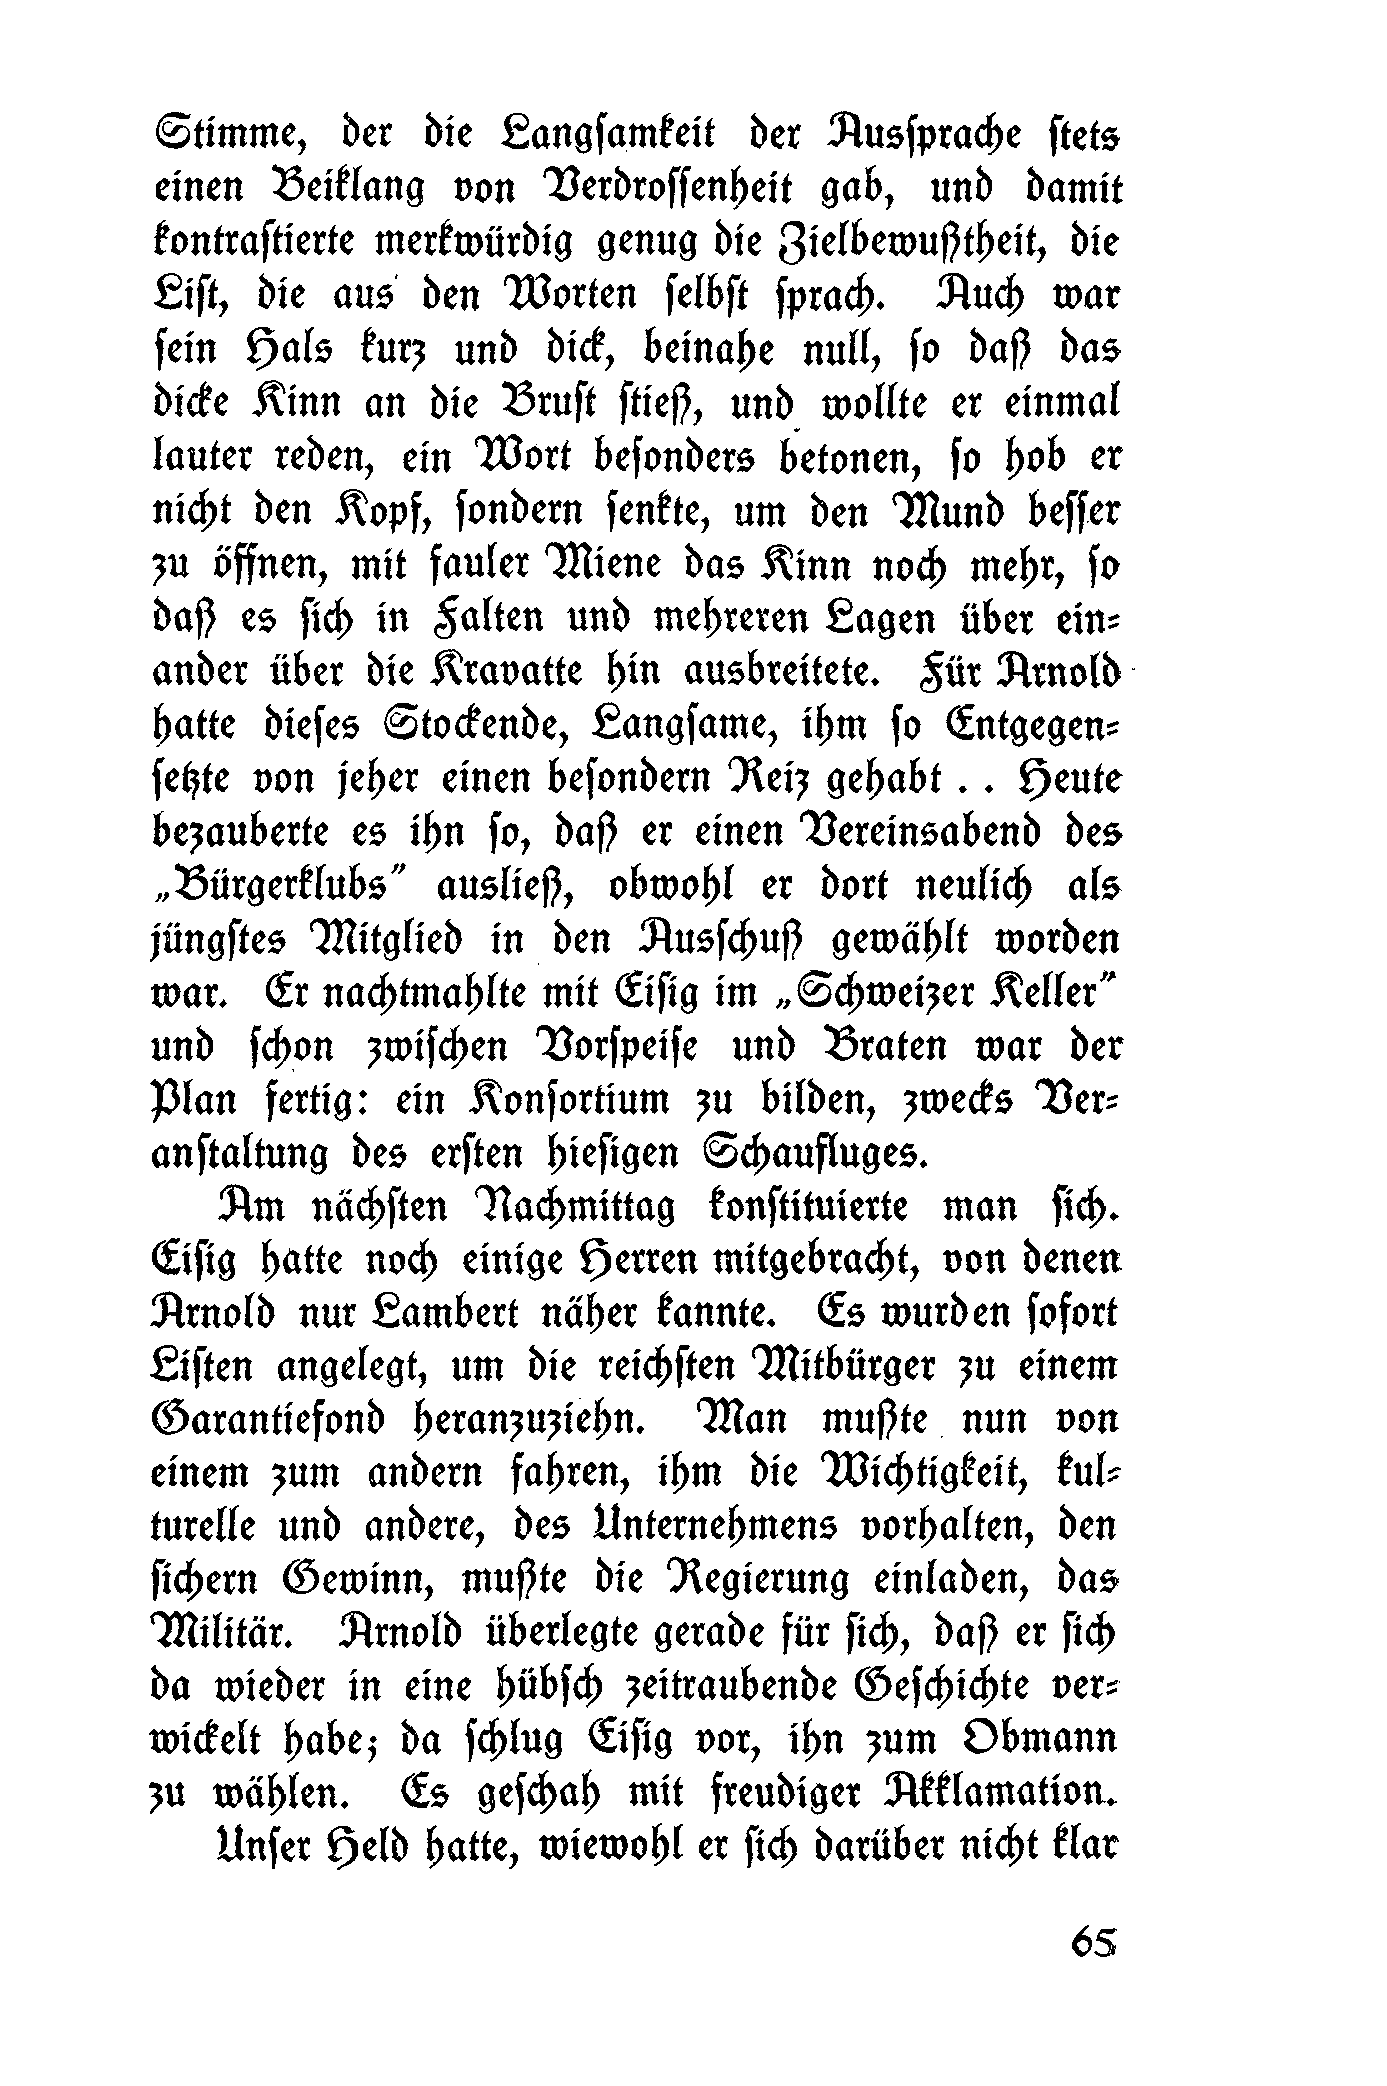 Stimme, der die Langsamkeit der Aussprache stets
einen Beiklang von Verdrossenheit gab, und damit
kontrastierte merkwürdig genug die Zielbewußtheit, die
List, die aus den Worten selbst sprach. Auch war
sein Hals kurz und dick, beinahe null, so daß das
dicke Kinn an die Brust stieß, und wollte er einmal
lauter reden, ein Wort besonders betonen, so hob er
nicht den Kopf, sondern senkte, um den Mund besser
zu öffnen, mit fauler Miene das Kinn noch mehr, so
daß es sich in Falten und mehreren Lagen über ein-
ander über die Kravatte hin ausbreitete. Für Arnold
hatte dieses Stockende, Langsame, ihm so Entgegen-
setzte von jeher einen besondern Reiz gehabt . . Heute
bezauberte es ihn so, daß er einen Vereinsabend des
„Bürgerklubs" ausließ, obwohl er dort neulich als
jüngstes Mitglied in den Ausschuß gewählt worden
war. Er nachtmahlte mit Eisig im „Schweizer Keller"
und schon zwischen Vorspeise und Braten war der
Plan fertig: ein Konsortium zu bilden, zwecks Ver-
anstaltung des ersten hiesigen Schaufluges.
Am nächsten Nachmittag konstituierte man sich.
Eisig hatte noch einige Herren mitgebracht, von denen
Arnold nur Lambert näher kannte. Es wurden sofort
Listen angelegt, um die reichsten Mitbürger zu einem
Garantiefond heranzuziehn. Man mußte nun von
einem zum andern fahren, ihm die Wichtigkeit, kul-
turelle und andere, des Unternehmens vorhalten, den
sichern Gewinn, mußte die Regierung einladen, das
Militär. Arnold überlegte gerade für sich, daß er sich
da wieder in eine hübsch zeitraubende Geschichte ver-
wickelt habe; da schlug Eisig vor, ihn zum Obmann
zu wählen. Es geschah mit freudiger Akklamation.
Unser Held hatte, wiewohl er sich darüber nicht klar
65